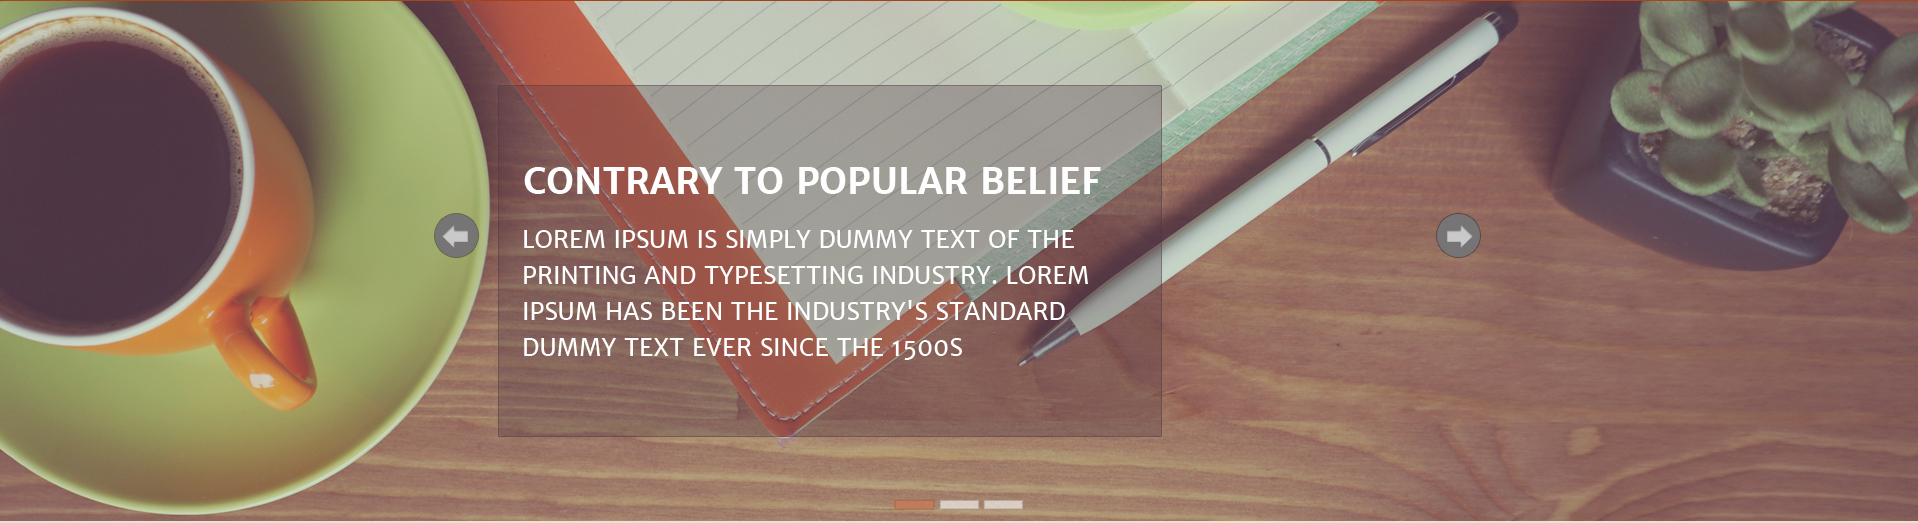 CONTRARY TO POPULAR BELIEF
LOREM IPSUM IS SIMPLY DUMMY TEXT OF THE
PRINTING AND TYPESETTING INDUSTRY. LOREM
IPSUM HAS BEEN THE INDUSTRY'S STANDARD
DUMMY TEXT EVER SINCE THE 1500S